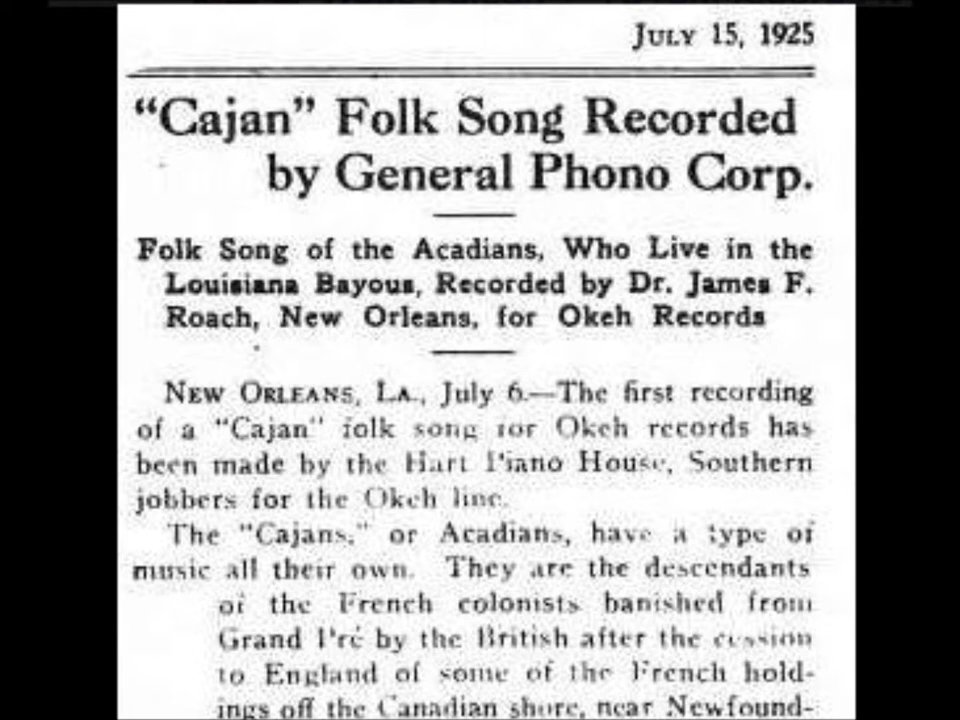 JULY 15, 1925
"Cajan" Folk Song Recorded
by General Phono Corp.
Folk Song of the Acadians, Who Live in the
Louisiana Bayous, Recorded by Dr. James F.
Roach, New Orleans, for Okeh Records
NEW ORLEANS, LA., July 6.—The first recording
of a "Cajan" folk song for Okeh records has
been made by the Hart Piano House, Southern
jobbers for the Okeh line.
The "Cajans," or Acadians, have a type of
music all their own. They are the descendants
of the French colonists banished from
Grand Pré by the British after the cession
to England of some of the French hold-
ings off the Canadian shore, near Newfound-